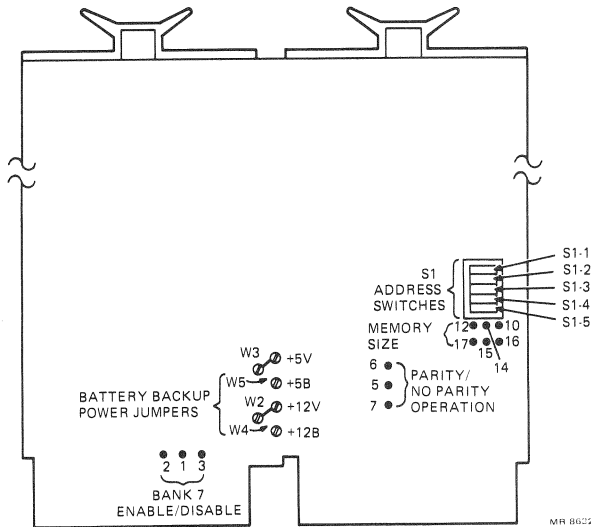 S1-1
S1-2
S1-3
S1-4
S1-5
S1
ADDRESS
SWITCHES
MEMORY
SIZE
12
10
17
16
15
14
W3
+5V
W5
+5B
W2
+12V
W4
+12B
BATTERY BACKUP
POWER JUMPERS
6
5
7
PARITY/
NO PARITY
OPERATION
2 1 3
BANK 7
ENABLE/DISABLE